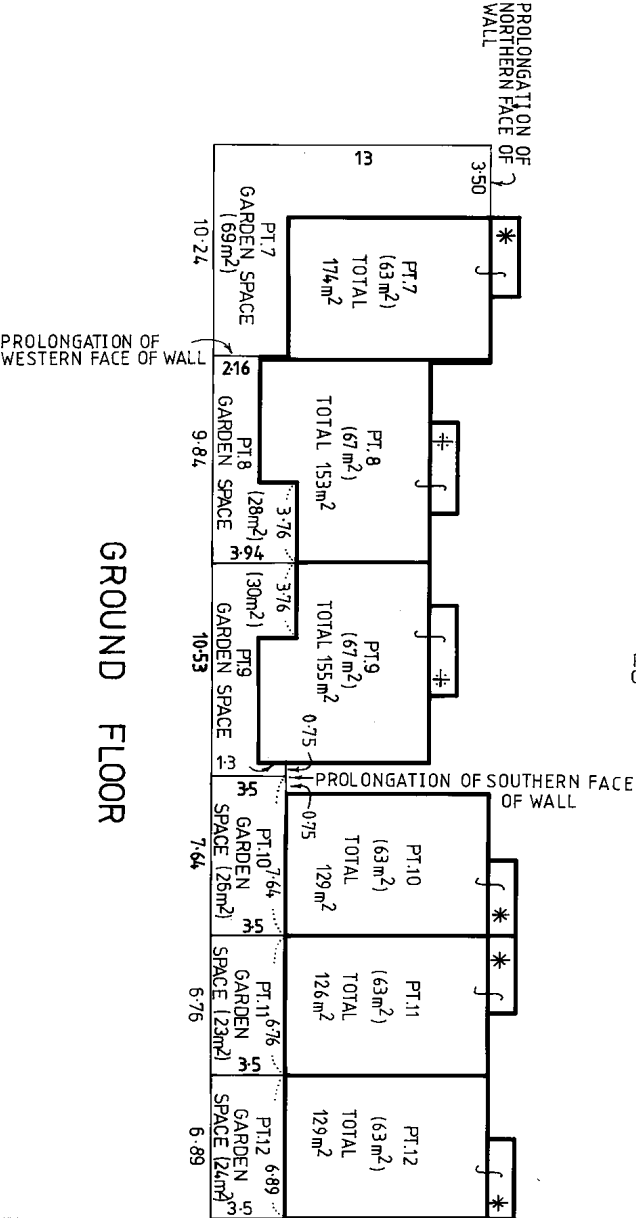 PROLONGATION OF
NORTHERN FACE OF
WALL
3·50
13
*
PT.7
(63m²)
TOTAL
174m²
PT.7
GARDEN SPACE
(69m²)
10·24
PROLONGATION OF
WESTERN FACE OF WALL
2·16
PT.8
(67m²)
TOTAL 153m²
PT.8
GARDEN SPACE
(28m²)
3·76
3·94
9·84
PT.9
(67m²)
TOTAL 155m²
3·76
(30m²)
PT.9
GARDEN SPACE
10·53
0·75
1·3
3·5
PROLONGATION OF SOUTHERN FACE
OF WALL
0·75
PT.10
(63m²)
TOTAL
129m²
*
PT.10
7·64
GARDEN
SPACE (26m²)
3·5
7·64
PT.11
(63m²)
TOTAL
126m²
*
PT.11
6·76
GARDEN
SPACE (23m²)
3·5
6·76
PT.12
(63m²)
TOTAL
129m²
*
PT.12
6·89
GARDEN
SPACE (24m²)
3·5
6·89
GROUND FLOOR